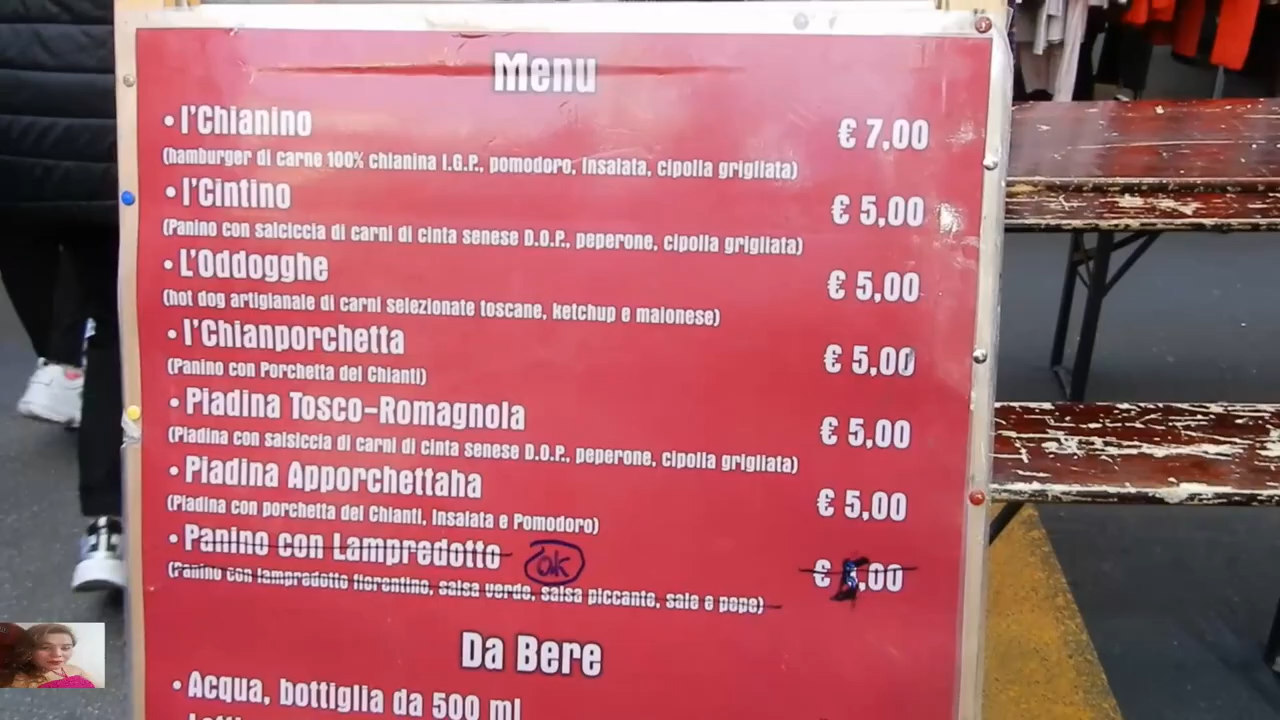 Menu
• l'Chianino € 7,00
(hamburger di carne 100% chianina I.G.P., pomodoro, insalata, cipolla grigliata)
• l'Cintino € 5,00
(Panino con salciccia di carni di cinta senese D.O.P., peperone, cipolla grigliata)
• L'Oddogghe € 5,00
(hot dog artigianale di carni selezionate toscane, ketchup e maionese)
• l'Chianporchetta € 5,00
(Panino con Porchetta del Chianti)
• Piadina Tosco-Romagnola € 5,00
(Piadina con salsiccia di carni di cinta senese D.O.P., peperone, cipolla grigliata)
• Piadina Apporchettaha € 5,00
(Piadina con porchetta del Chianti, Insalata e Pomodoro)
• Panino con Lampredotto ok € ,00
(Panino con lampredotto fiorentino, salsa verde, salsa piccante, sale e pepe)
Da Bere
• Acqua, bottiglia da 500 ml